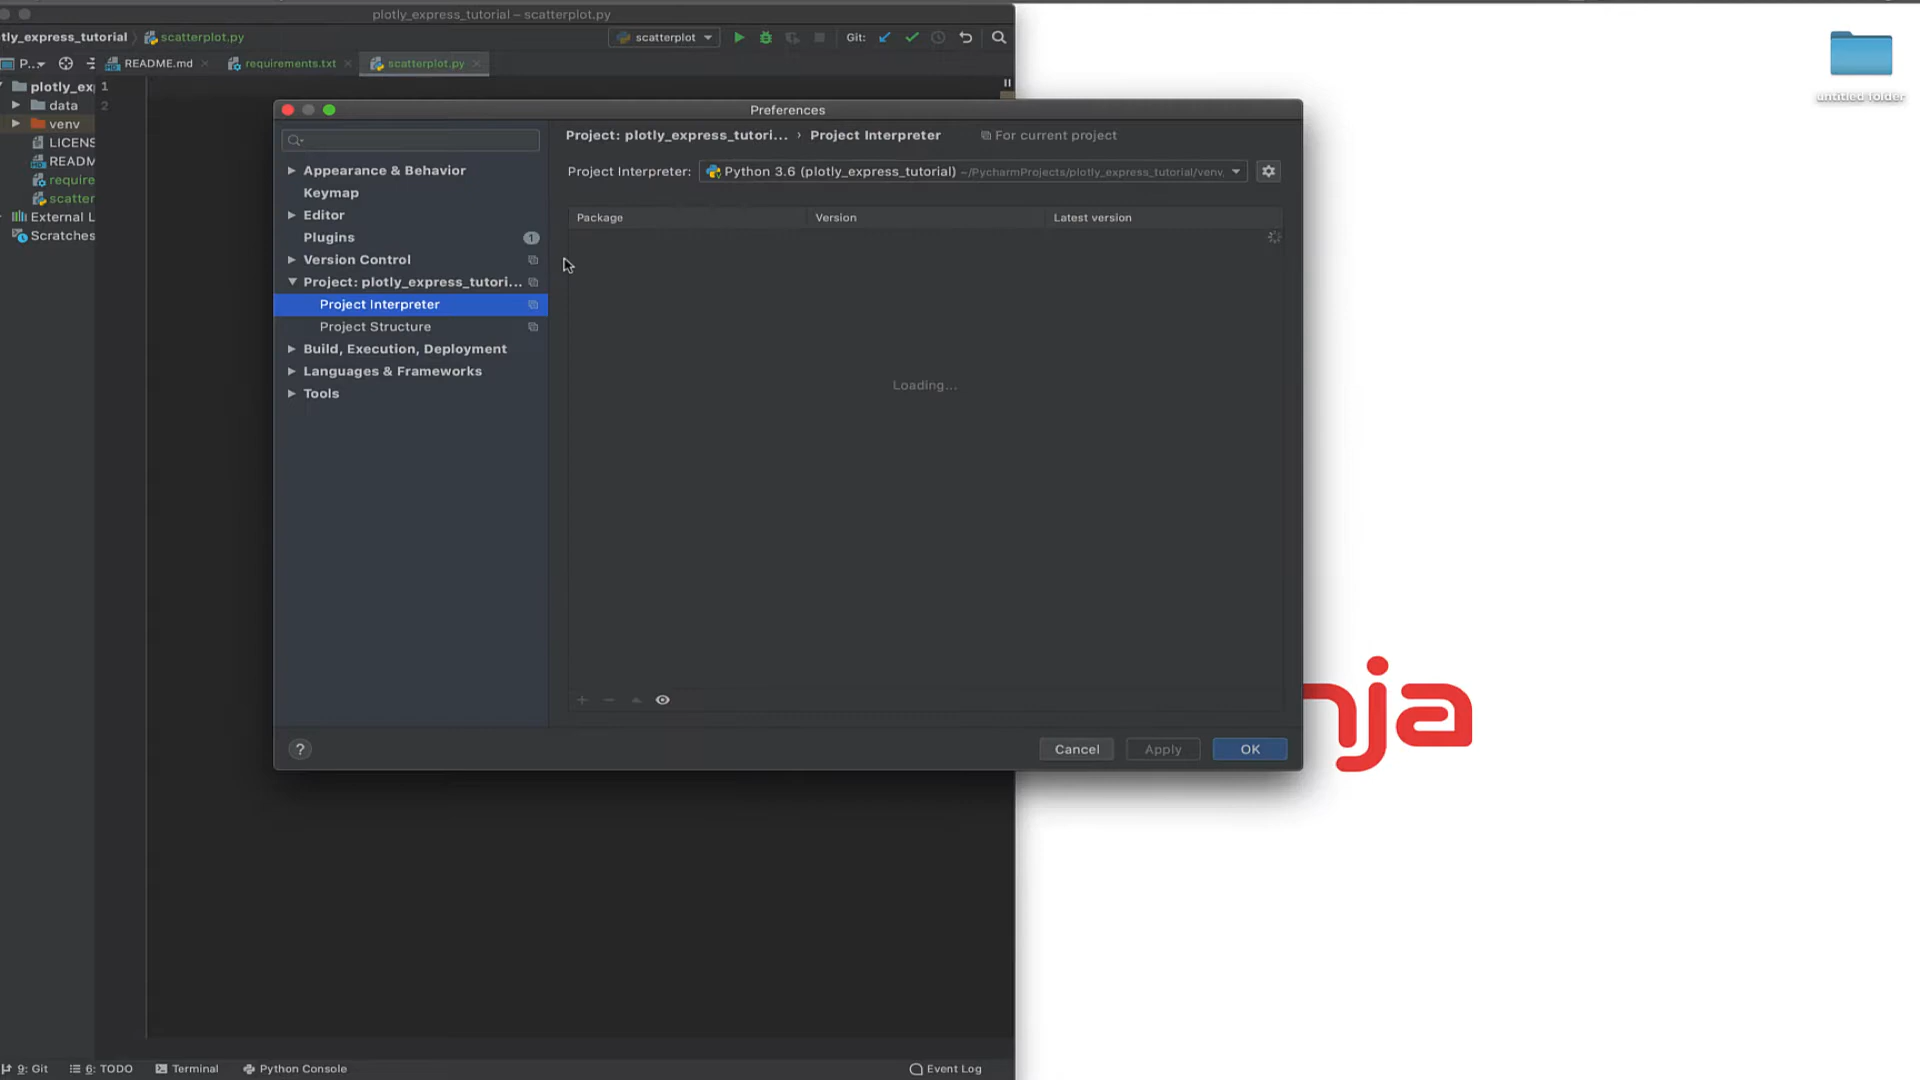 plotly_express_tutorial – scatterplot.py
tly_express_tutorial scatterplot.py
scatterplot Git:
P... README.md requirements.txt scatterplot.py
plotly_ex 1
data 2
venv
LICENS
READM
require
scatter
External L
Scratches
Preferences
Project: plotly_express_tutori... › Project Interpreter For current project
Project Interpreter: Python 3.6 (plotly_express_tutorial) ~/PycharmProjects/plotly_express_tutorial/venv,
Appearance & Behavior
Keymap
Editor
Plugins 1
Version Control
Project: plotly_express_tutori...
Project Interpreter
Project Structure
Build, Execution, Deployment
Languages & Frameworks
Tools
Package Version Latest version
Loading...
? Cancel Apply OK
untitled folder
nja
9: Git 6: TODO Terminal Python Console Event Log